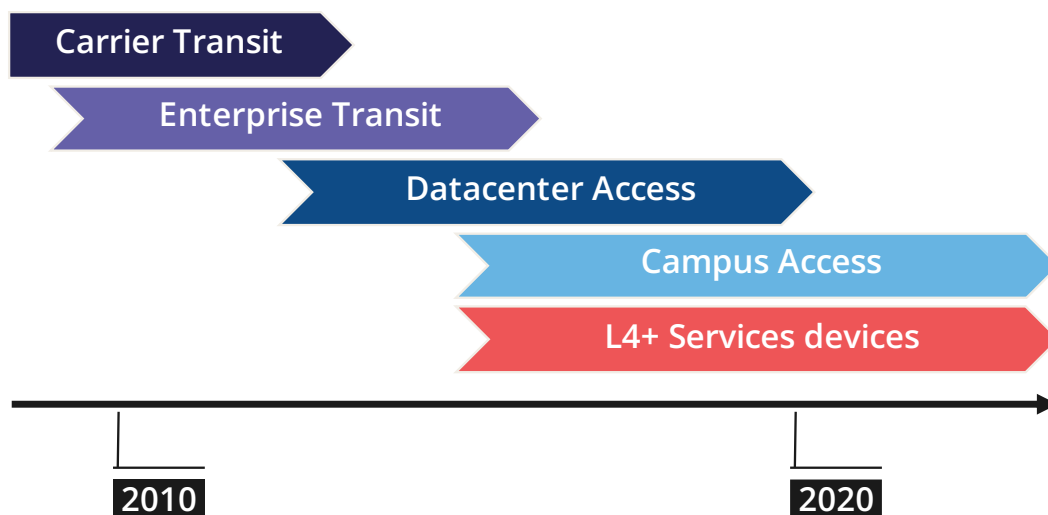 Carrier Transit
Enterprise Transit
Datacenter Access
Campus Access
L4+ Services devices
2010
2020